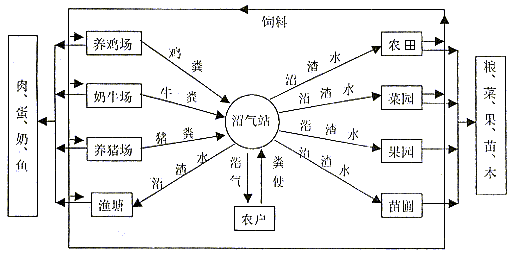 饲料
养鸡场
鸡粪
沼渣水
农田
奶牛场
牛粪
沼渣水
菜园
肉、蛋、奶、鱼
沼气站
粮、菜、果、苗、木
养猪场
猪粪
沼渣水
果园
渔塘
沼渣水
沼气
粪便
沼渣水
苗圃
农户